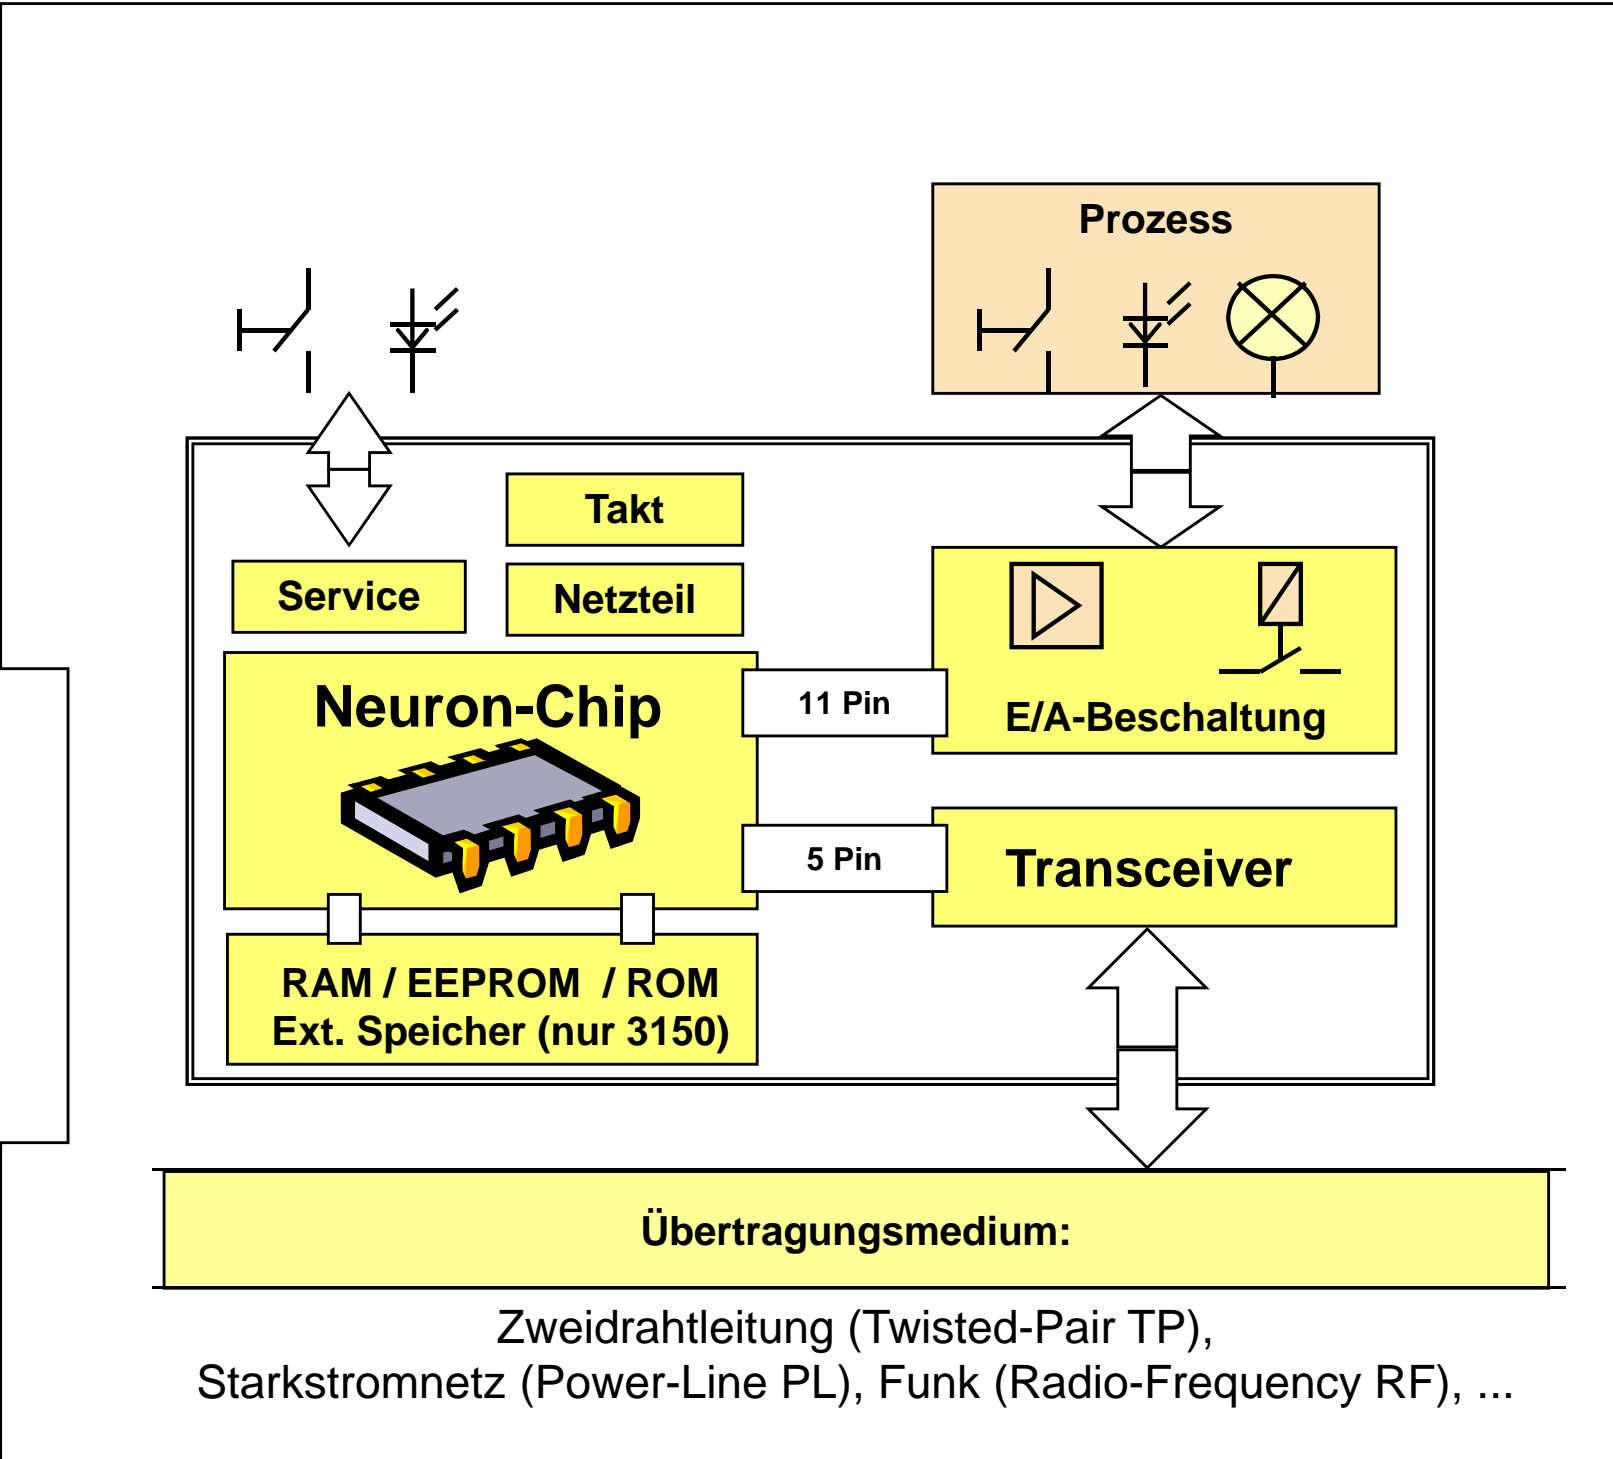 Prozess
Takt
Service
Netzteil
Neuron-Chip
11 Pin
E/A-Beschaltung
5 Pin
Transceiver
RAM / EEPROM / ROM
Ext. Speicher (nur 3150)
Übertragungsmedium:
Zweidrahtleitung (Twisted-Pair TP),
Starkstromnetz (Power-Line PL), Funk (Radio-Frequency RF), ...